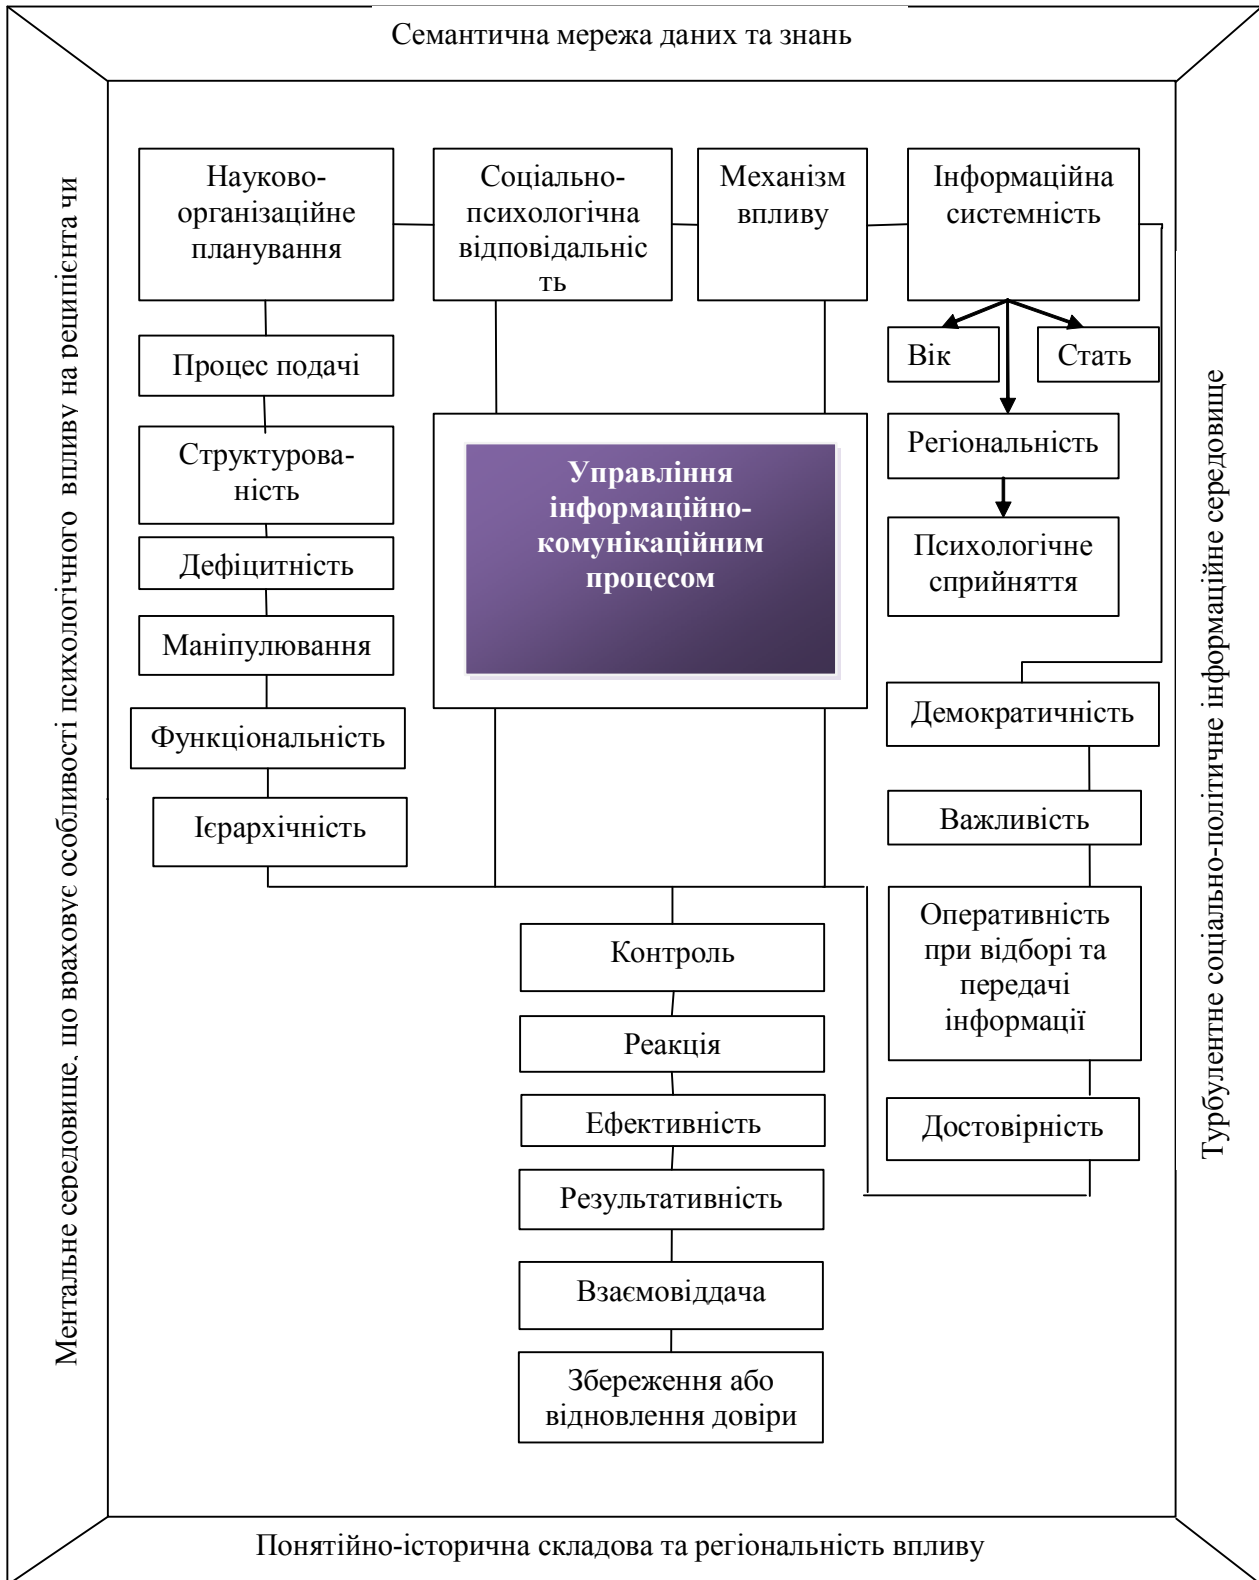 Семантична мережа даних та знань
Ментальне середовище, що враховує особливості психологічного впливу на реципієнта чи
Науково-
організаційне
планування
Соціально-
психологічна
відповідальніс
ть
Механізм
впливу
Інформаційна
системність
Процес подачі
Структурова-
ність
Дефіцитність
Маніпулювання
Функціональність
Ієрархічність
Управління
інформаційно-
комунікаційним
процесом
Вік
Стать
Регіональність
Психологічне
сприйняття
Демократичність
Важливість
Оперативність
при відборі та
передачі
інформації
Достовірність
Контроль
Реакція
Ефективність
Результативність
Взаємовіддача
Збереження або
відновлення довіри
Турбулентне соціально-політичне інформаційне середовище
Понятійно-історична складова та регіональність впливу